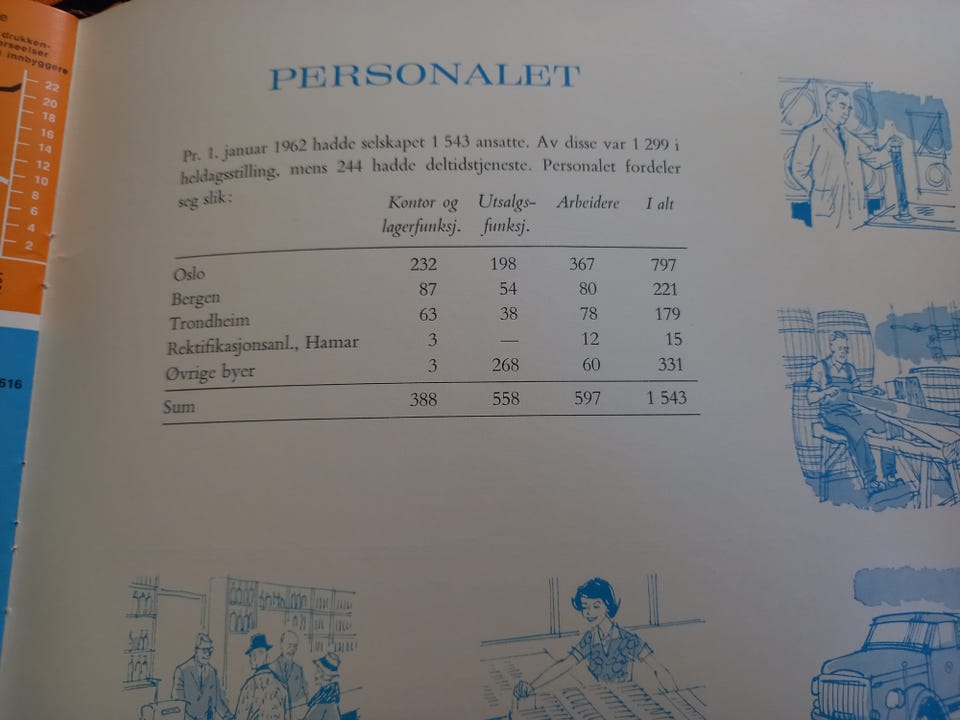 drukken-
innbyggere
22
20
18
16
14
12
10
8
6
4
2
616
PERSONALET
Pr. 1. januar 1962 hadde selskapet 1 543 ansatte. Av disse var 1 299 i
heldagsstilling, mens 244 hadde deltidstjeneste. Personalet fordeler
seg slik:
Kontor og Utsalgs- Arbeidere I alt
lagerfunksj. funksj.
Oslo 232 198 367 797
Bergen 87 54 80 221
Trondheim 63 38 78 179
Rektifikasjonsanl., Hamar 3 — 12 15
Øvrige byer 3 268 60 331
Sum 388 558 597 1 543